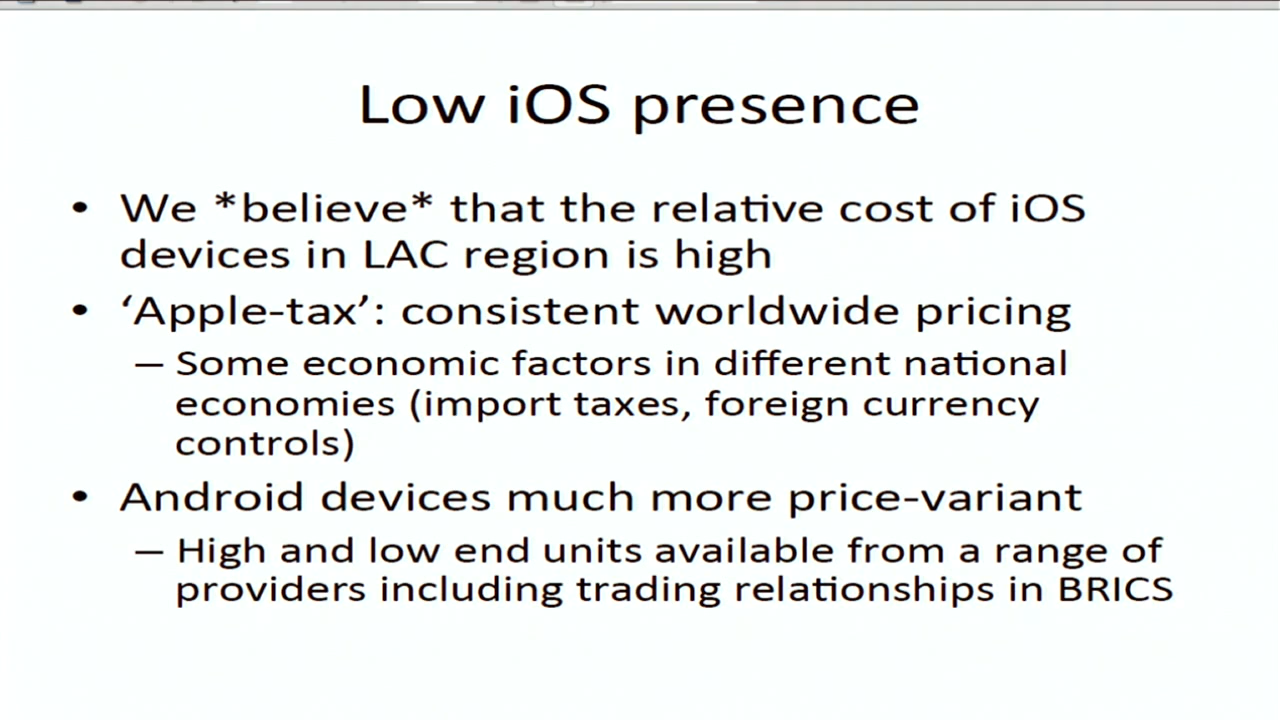 Low iOS presence
• We *believe* that the relative cost of iOS
devices in LAC region is high
• ‘Apple-tax’: consistent worldwide pricing
– Some economic factors in different national
economies (import taxes, foreign currency
controls)
• Android devices much more price-variant
– High and low end units available from a range of
providers including trading relationships in BRICS